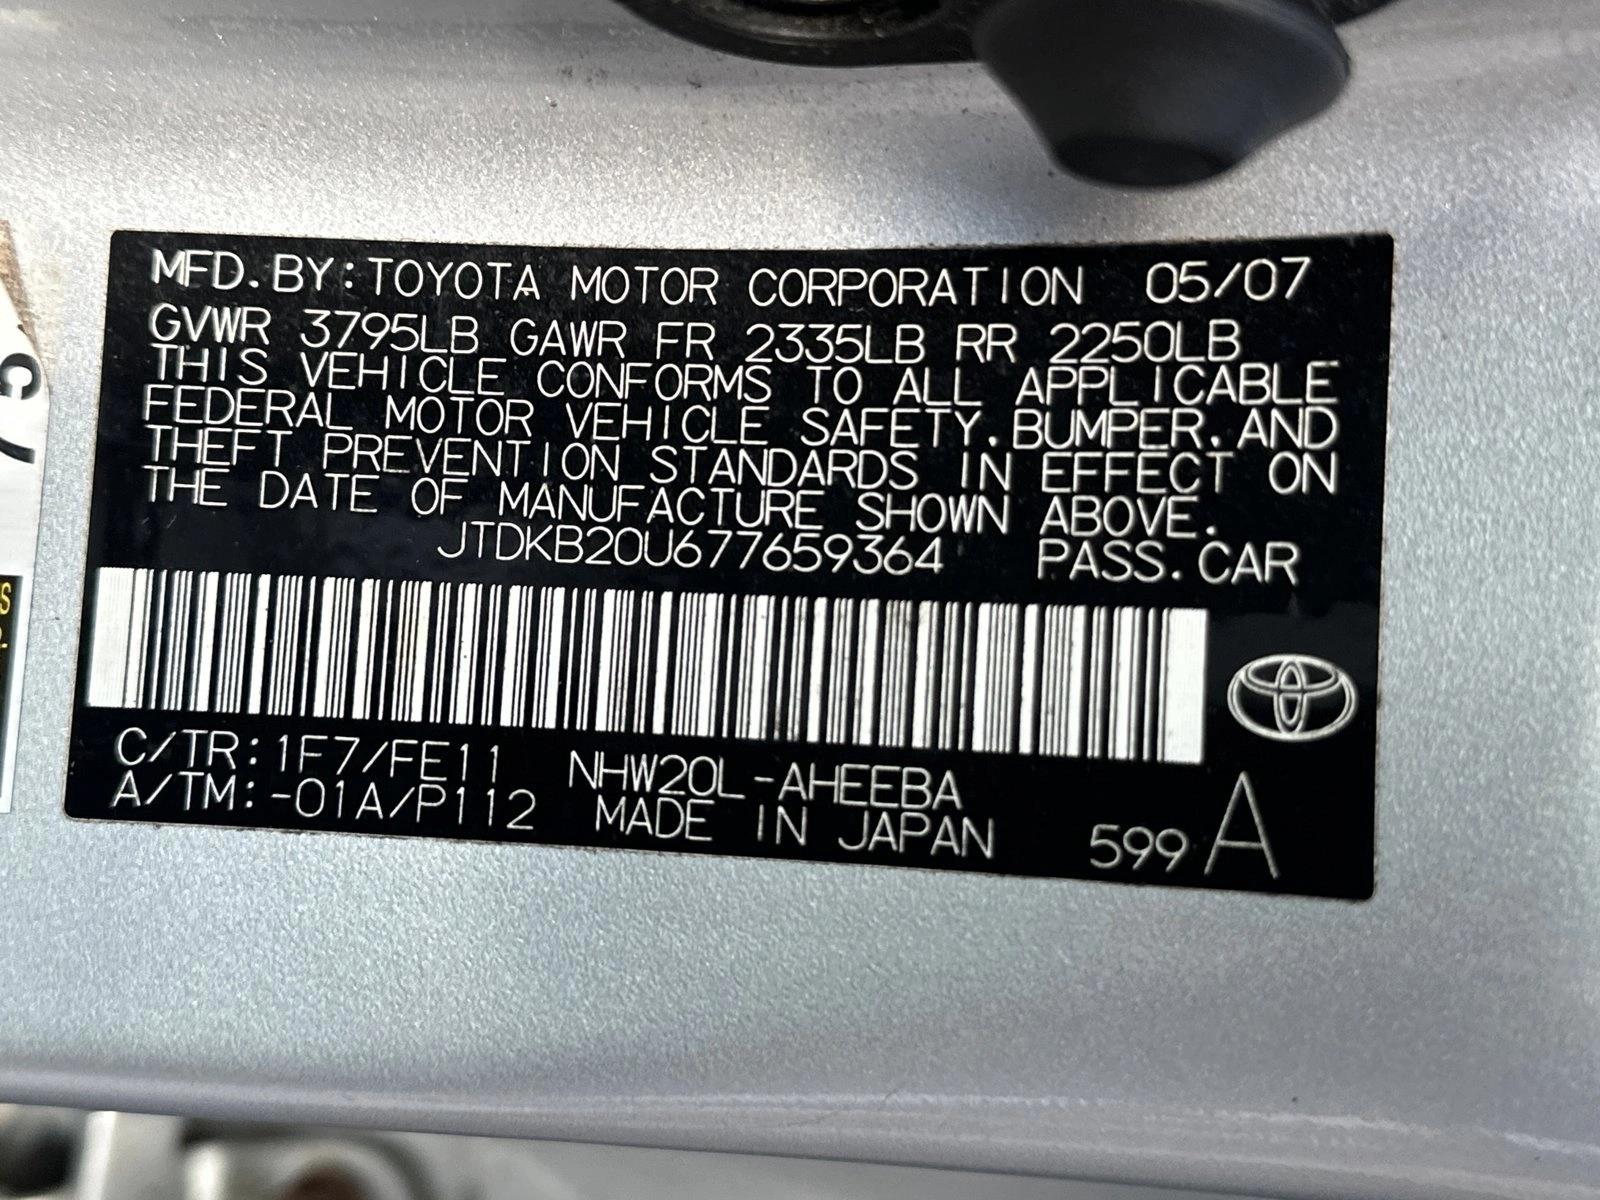 MFD. BY: TOYOTA MOTOR CORPORATION 05/07
GVWR 3795LB GAWR FR 2335LB RR 2250LB
THIS VEHICLE CONFORMS TO ALL APPLICABLE
FEDERAL MOTOR VEHICLE SAFETY. BUMPER. AND
THEFT PREVENTION STANDARDS IN EFFECT ON
THE DATE OF MANUFACTURE SHOWN ABOVE.
JTDKB20U677659364 PASS. CAR
C/TR: 1F7/FE11 NHW20L-AHEEBA
A/TM: -01A/P112 MADE IN JAPAN 599 A